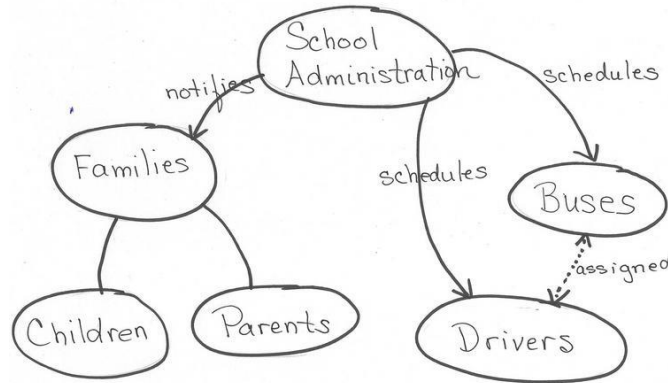 School
Administration
notifies
schedules
Families
schedules
Buses
assigned
Children
Parents
Drivers